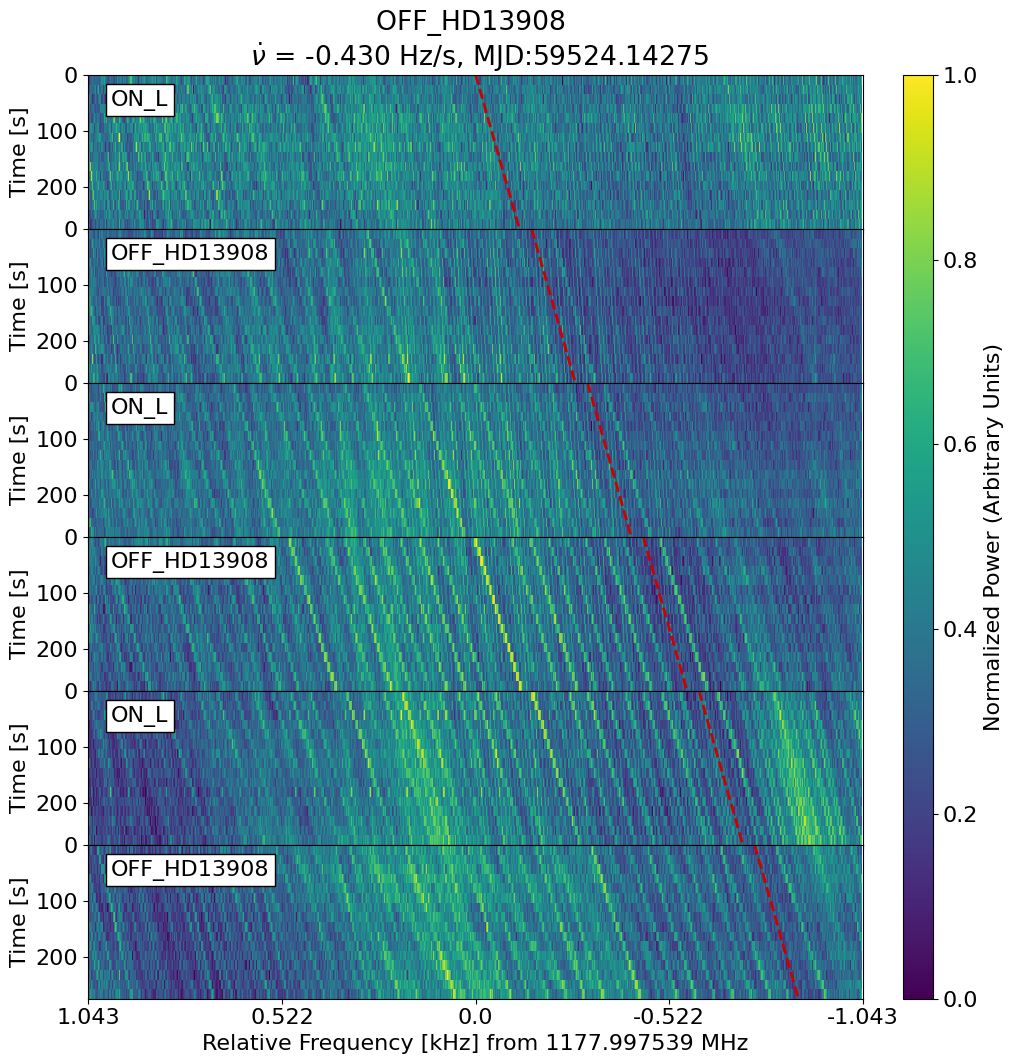 OFF_HD13908
ν̇ = -0.430 Hz/s, MJD:59524.14275
0
ON_L
100
200
Time [s]
0
OFF_HD13908
100
200
Time [s]
0
ON_L
100
200
Time [s]
0
OFF_HD13908
100
200
Time [s]
0
ON_L
100
200
Time [s]
0
OFF_HD13908
100
200
Time [s]
1.043 0.522 0.0 -0.522 -1.043
Relative Frequency [kHz] from 1177.997539 MHz
1.0
0.8
0.6
0.4
0.2
0.0
Normalized Power (Arbitrary Units)